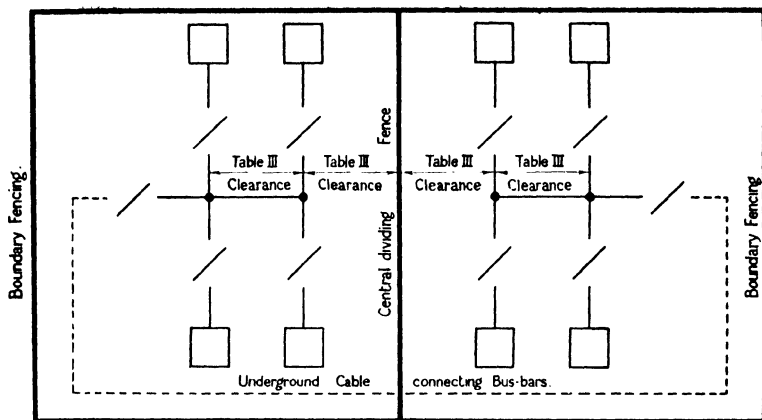 Boundary Fencing.
Fence
Central dividing
Table III
Clearance
Table III
Clearance
Table III
Clearance
Table III
Clearance
Boundary Fencing
Underground Cable connecting Bus-bars.